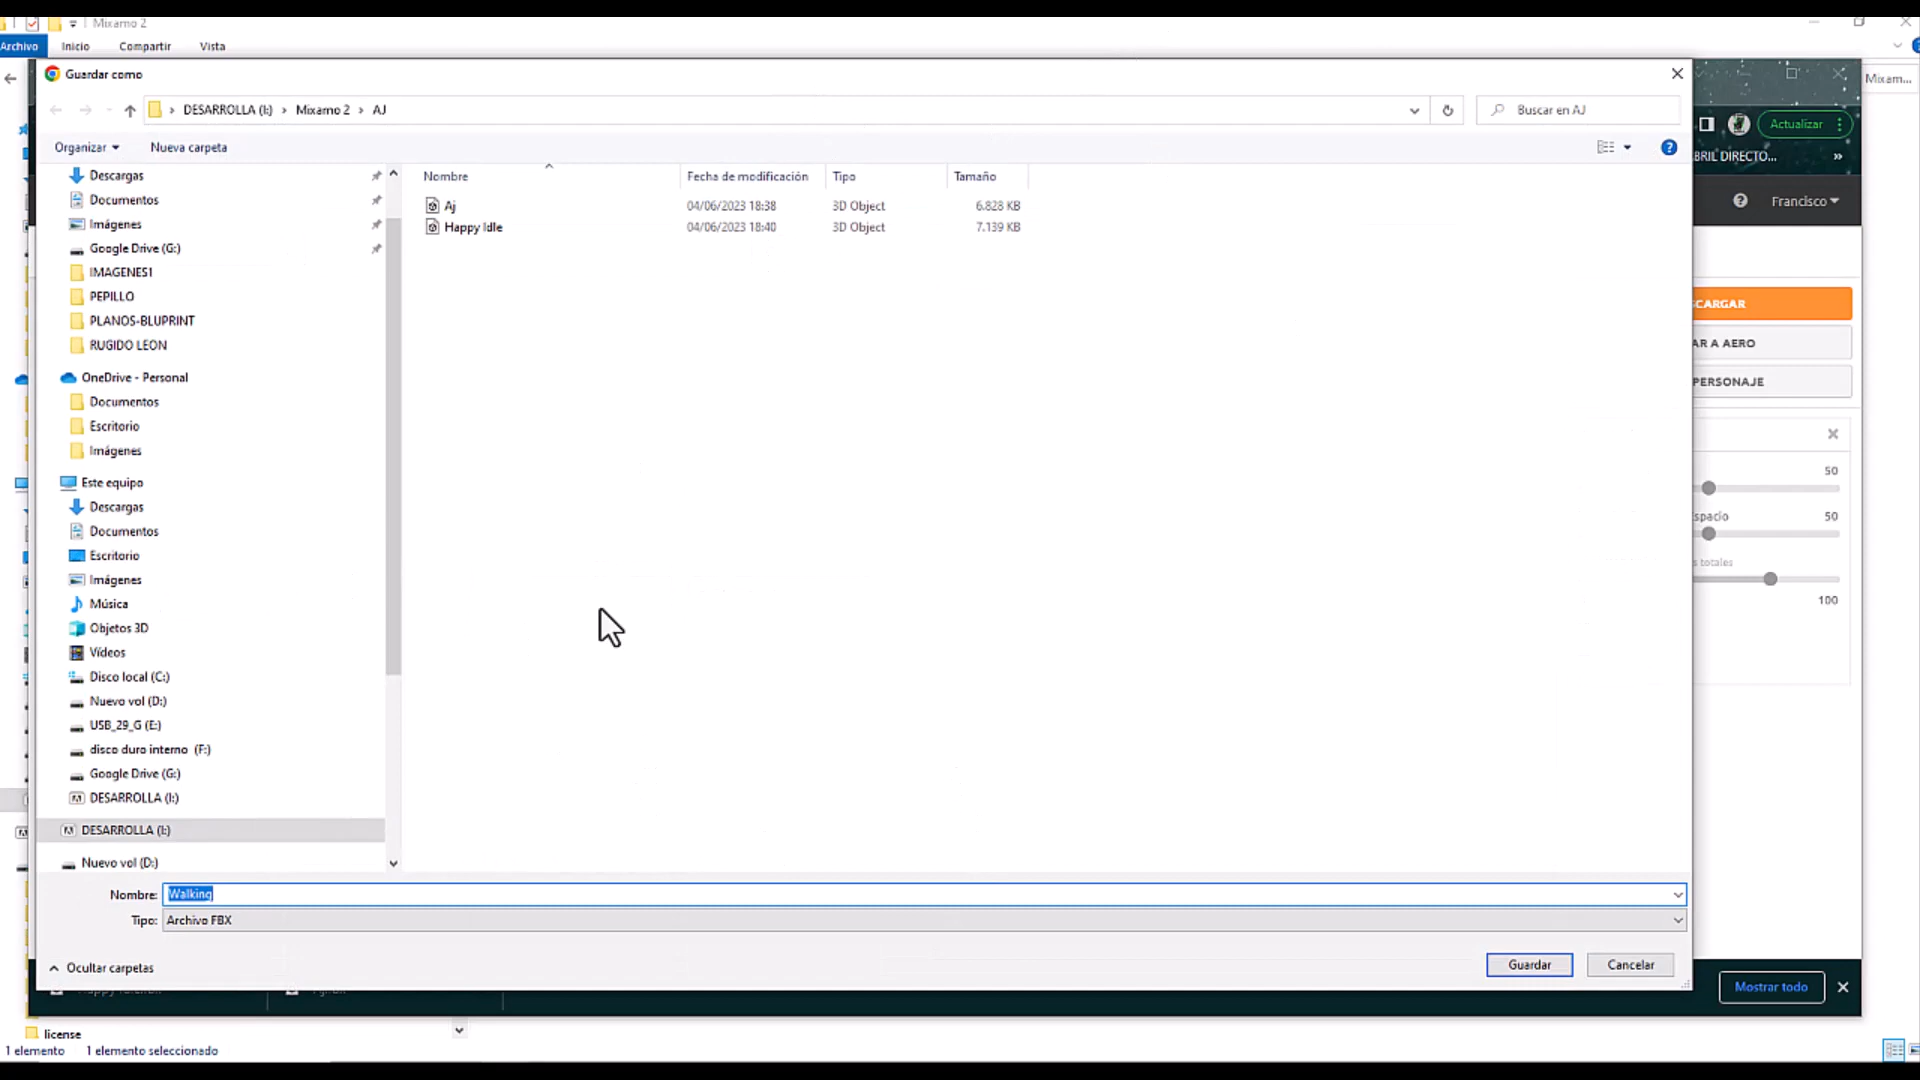 Mixamo 2
Archivo Inicio Compartir Vista
Guardar como
Mixam...
DESARROLLA (I:) > Mixamo 2 > AJ
Buscar en AJ
Actualizar
Organizar Nueva carpeta
BRIL DIRECTO...
Nombre Fecha de modificación Tipo Tamaño
Aj 04/06/2023 18:38 3D Object 6.828 KB
Happy Idle 04/06/2023 18:40 3D Object 7.139 KB
Francisco
Descargas
Documentos
Imágenes
Google Drive (G:)
IMAGENES1
PEPILLO
PLANOS-BLUPRINT
RUGIDO LEON
OneDrive - Personal
Documentos
Escritorio
Imágenes
Este equipo
Descargas
Documentos
Escritorio
Imágenes
Música
Objetos 3D
Vídeos
Disco local (C:)
Nuevo vol (D:)
USB_29_G (E:)
disco duro interno (F:)
Google Drive (G:)
DESARROLLA (I:)
DESARROLLA (I:)
Nuevo vol (D:)
CARGAR
AR A AERO
PERSONAJE
50
spacio 50
s totales
100
Nombre: Walking
Tipo: Archivo FBX
Ocultar carpetas
Guardar Cancelar
Mostrar todo
license
1 elemento 1 elemento seleccionado